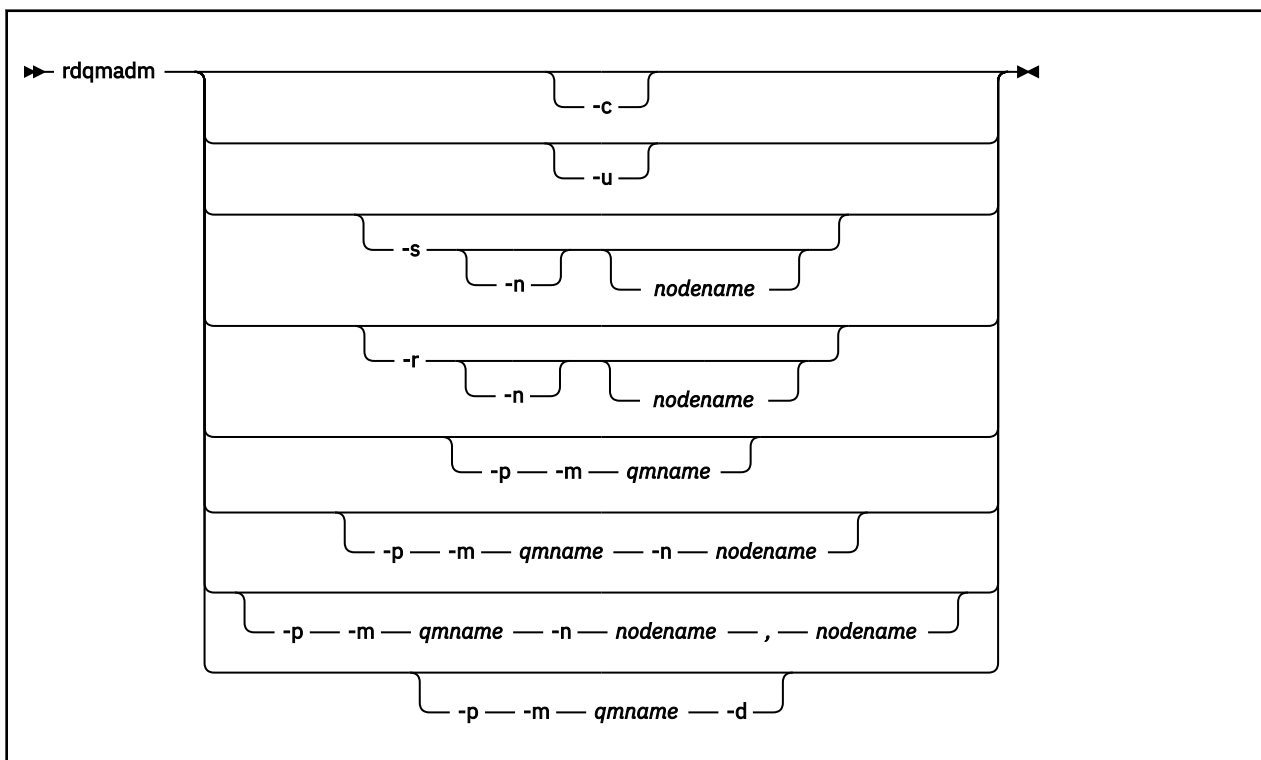 rdqmadm
-c
-u
-s
-n nodename
-r
-n nodename
-p -m qmname
-p -m qmname -n nodename
-p -m qmname -n nodename , nodename
-p -m qmname -d